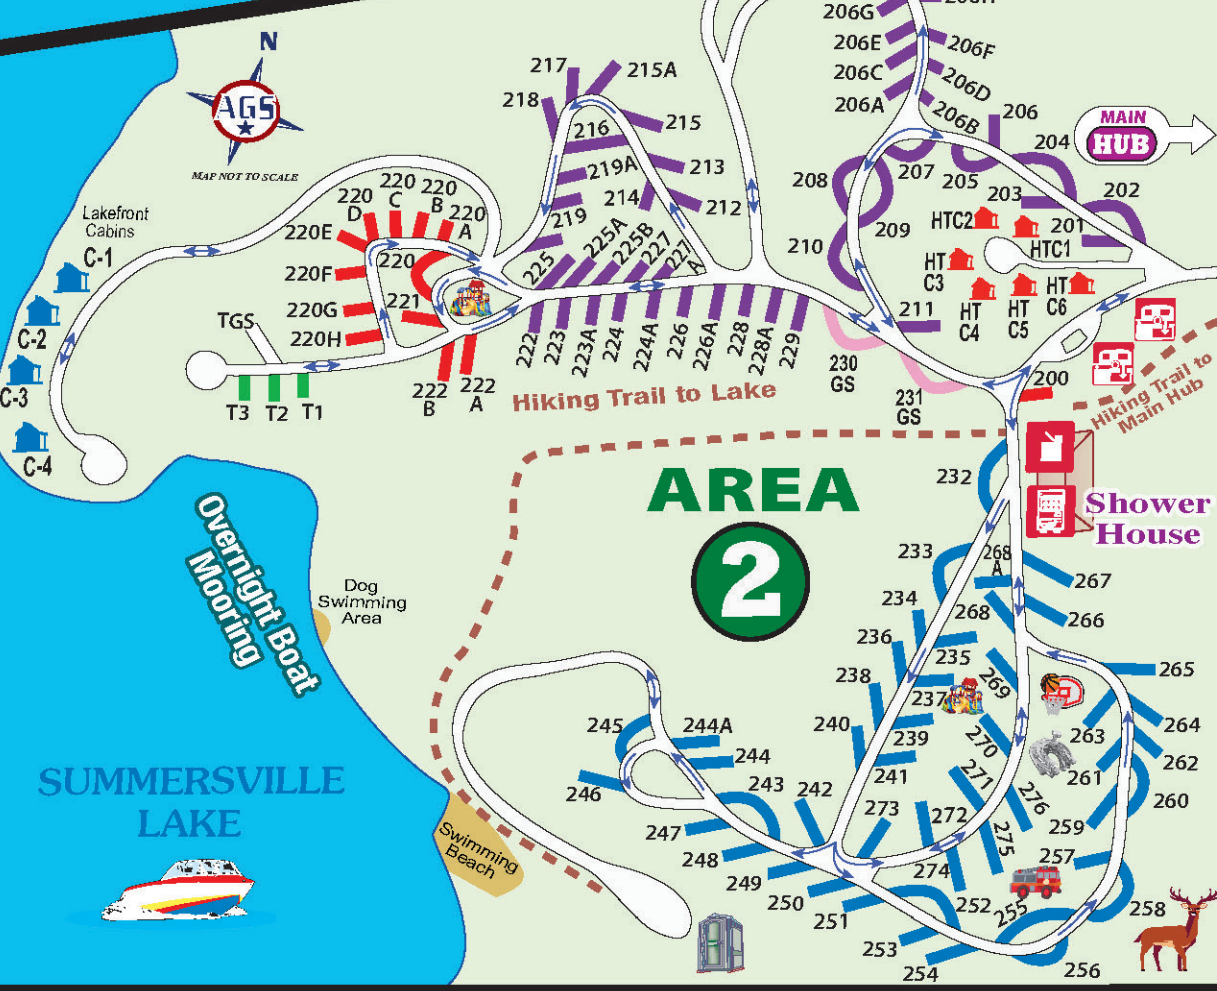 206G
206H
206E
206F
206C
206D
206A
206B
206
N
AGS
MAP NOT TO SCALE
217
215A
218
216
215
219A
213
214
212
219
225A
225B
227
227
A
225
MAIN
HUB
204
207
205
208
203
202
209
HTC2
201
210
HTC1
HT
C3
HT
C4
HT
C5
HT
C6
211
Lakefront
Cabins
C-1
C-2
C-3
C-4
220
D
220
C
220
B
220
A
220E
220
220F
220G
221
220H
TGS
T3
T2
T1
222
B
222
A
222
223
223A
224
224A
226
226A
228
228A
229
230
GS
231
GS
200
Hiking Trail to Lake
Hiking Trail to
Main Hub
AREA
2
232
Shower
House
Overnight Boat
Mooring
Dog
Swimming
Area
233
268
A
267
234
268
266
236
235
265
238
237
269
240
239
270
263
264
245
244A
244
241
271
261
262
246
243
242
273
272
276
260
259
247
275
257
248
274
249
250
251
252
255
258
253
254
256
SUMMERSVILLE
LAKE
Swimming
Beach